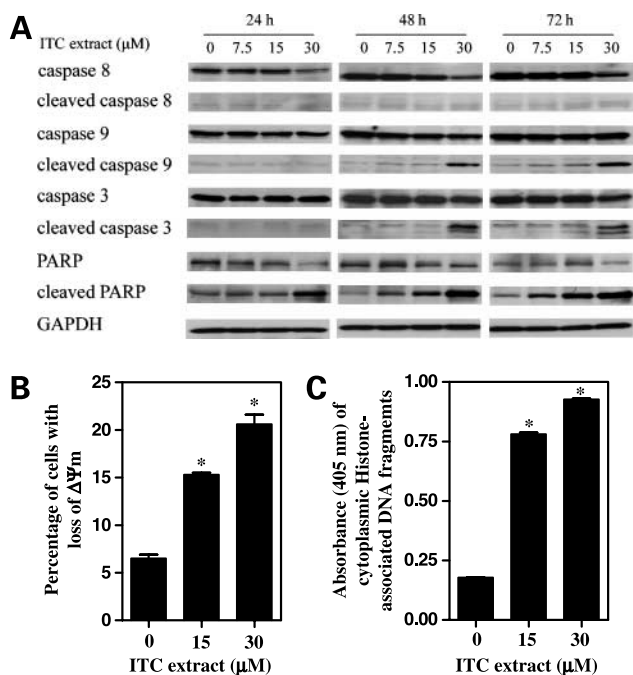 A
24 h 48 h 72 h
ITC extract (μM) 0 7.5 15 30 0 7.5 15 30 0 7.5 15 30
caspase 8
cleaved caspase 8
caspase 9
cleaved caspase 9
caspase 3
cleaved caspase 3
PARP
cleaved PARP
GAPDH
B
Percentage of cells with
loss of ΔΨm
25
20
15
10
5
0
* *
0 15 30
ITC extract (μM)
C
Absorbance (405 nm) of
cytoplasmic Histone-
associated DNA fragmemts
1.00
0.75
0.50
0.25
0.00
* *
0 15 30
ITC extract (μM)